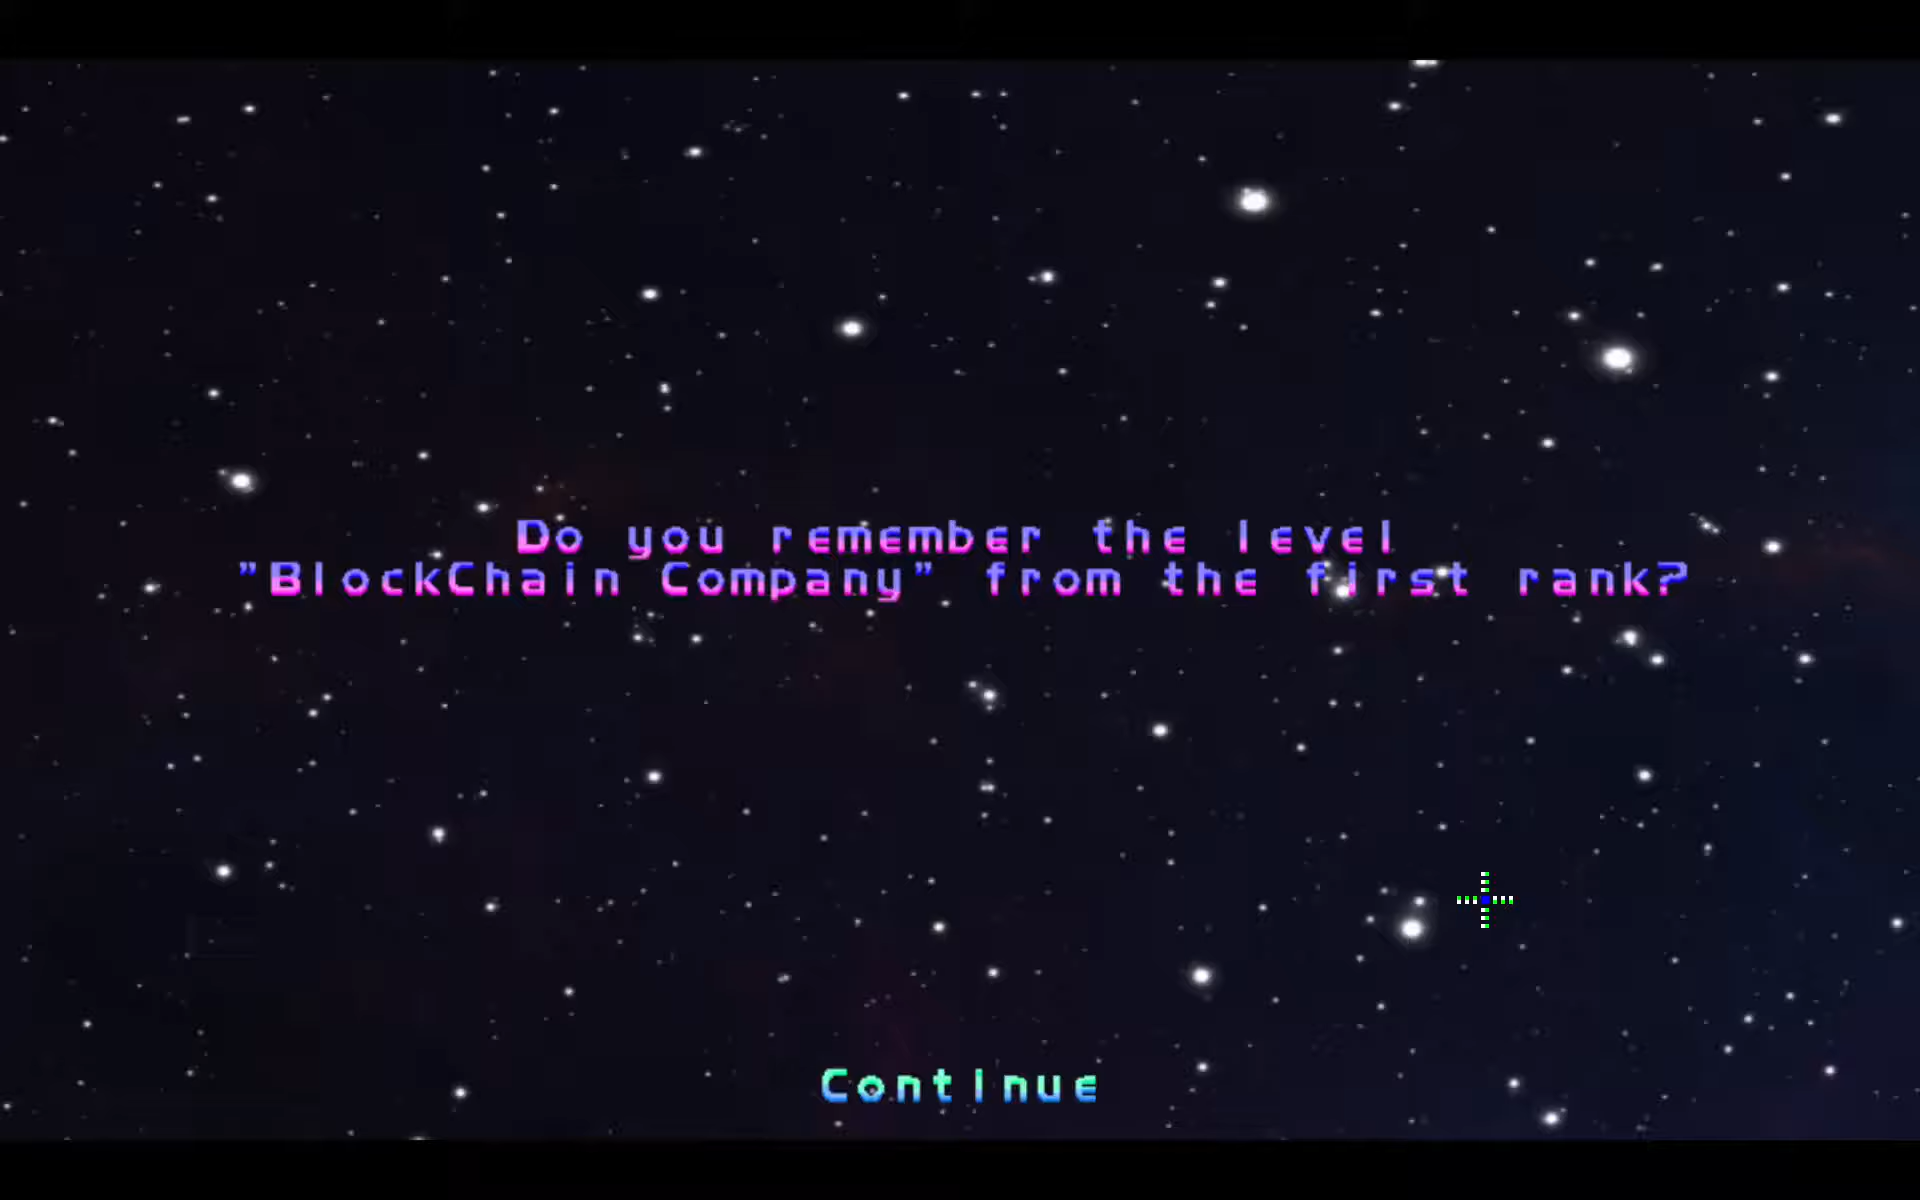 Do you remember the level
"BlockChain Company" from the first rank?
Continue